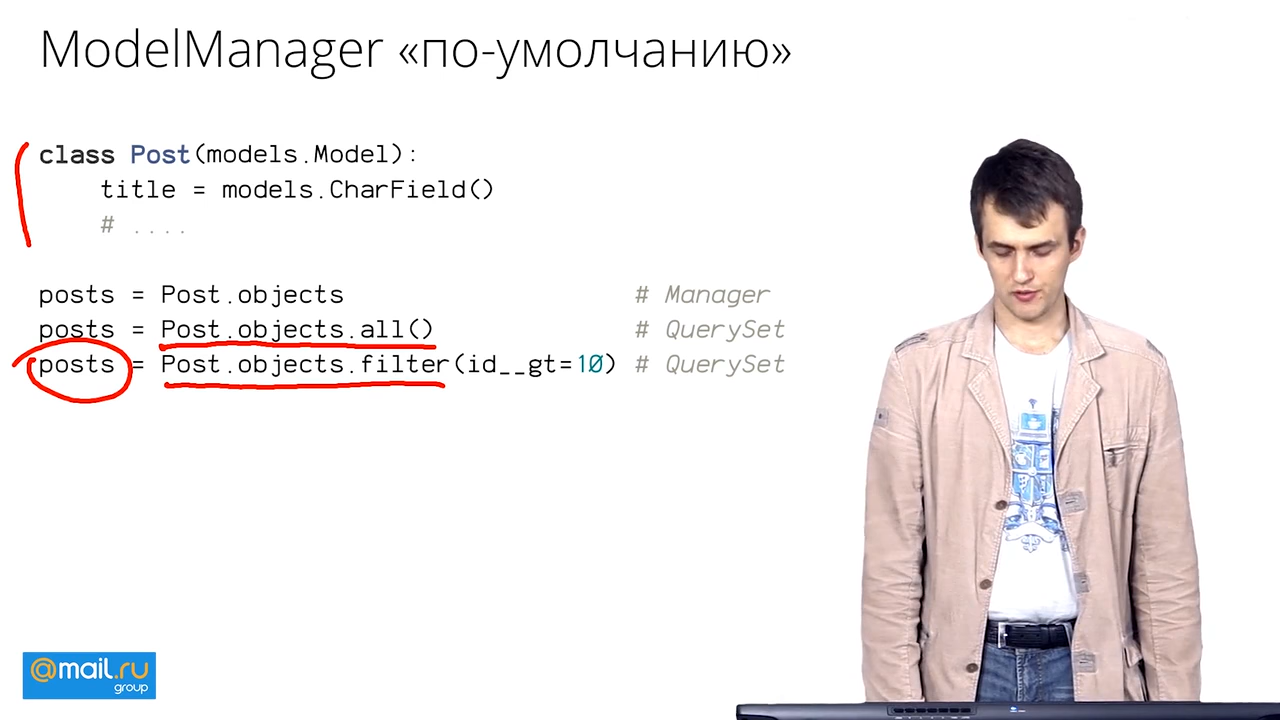 ModelManager «по-умолчанию»
class Post(models.Model):
title = models.CharField()
# ....
posts = Post.objects # Manager
posts = Post.objects.all() # QuerySet
posts = Post.objects.filter(id__gt=10) # QuerySet
@mail.ru
group